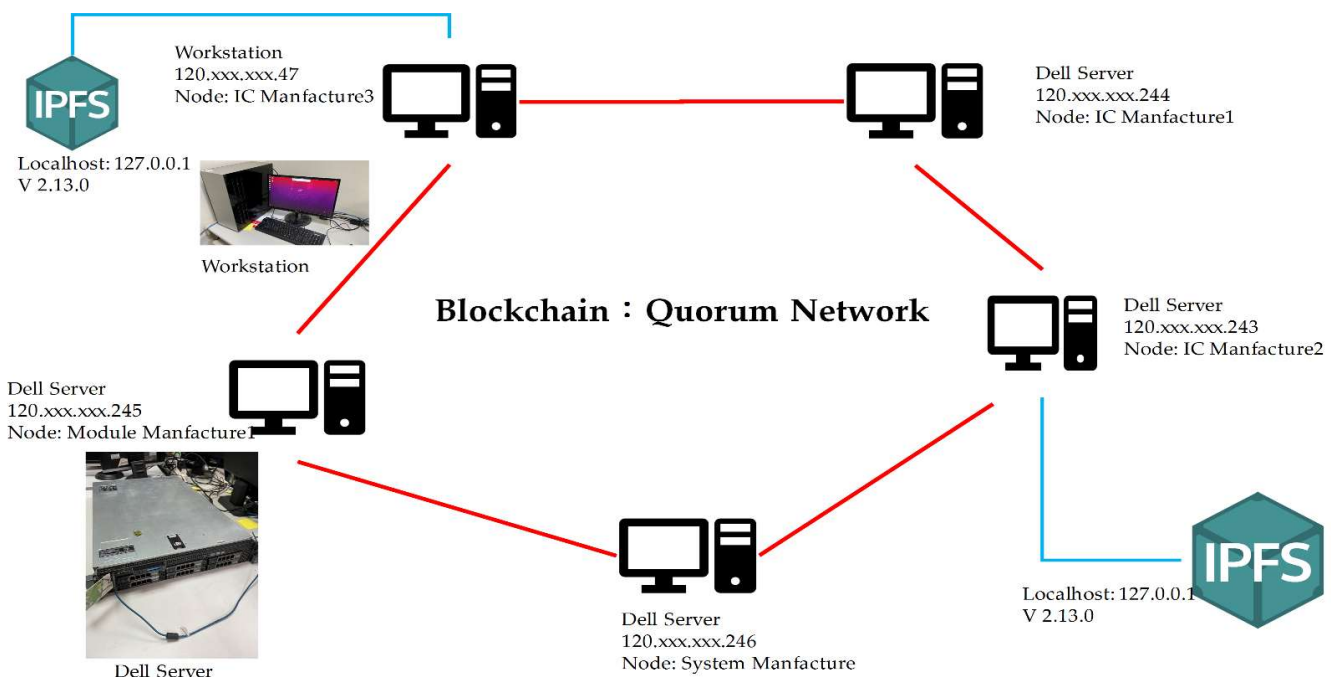 Workstation
120.xxx.xxx.47
Node: IC Manfacture3
IPFS
Localhost: 127.0.0.1
V 2.13.0
Workstation
Dell Server
120.xxx.xxx.244
Node: IC Manfacture1
Blockchain：Quorum Network
Dell Server
120.xxx.xxx.243
Node: IC Manfacture2
Dell Server
120.xxx.xxx.245
Node: Module Manfacture1
Dell Server
Dell Server
120.xxx.xxx.246
Node: System Manfacture
Localhost: 127.0.0.1
V 2.13.0
IPFS